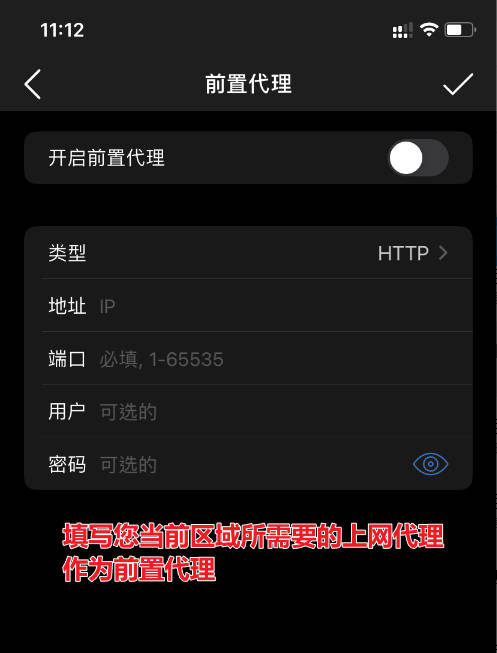 11:12
前置代理
开启前置代理
类型 HTTP
地址 IP
端口 必填, 1-65535
用户 可选的
密码 可选的
填写您当前区域所需要的上网代理
作为前置代理